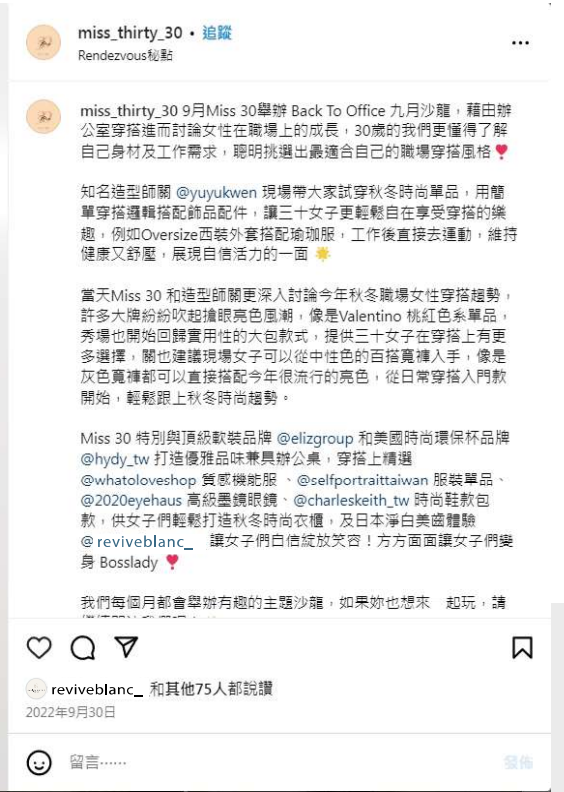 miss_thirty_30 • 追蹤
Rendezvous秘點
miss_thirty_30 9月Miss 30舉辦 Back To Office 九月沙龍，藉由辦
公室穿搭進而討論女性在職場上的成長，30歲的我們更懂得了解
自己身材及工作需求，聰明挑選出最適合自己的職場穿搭風格❣️
知名造型師關 @yuyukwen 現場帶大家試穿秋冬時尚單品，用簡
單穿搭邏輯搭配飾品配件，讓三十女子更輕鬆自在享受穿搭的樂
趣，例如Oversize西裝外套搭配瑜珈服，工作後直接去運動，維持
健康又舒壓，展現自信活力的一面 🌟
當天Miss 30 和造型師關更深入討論今年秋冬職場女性穿搭趨勢，
許多大牌紛紛吹起搶眼亮色風潮，像是Valentino 桃紅色系單品，
秀場也開始回歸實用性的大包款式，提供三十女子在穿搭上有更
多選擇，關也建議現場女子可以從中性色的百搭寬褲入手，像是
灰色寬褲都可以直接搭配今年很流行的亮色，從日常穿搭入門款
開始，輕鬆跟上秋冬時尚趨勢。
Miss 30 特別與頂級軟裝品牌 @elizgroup 和美國時尚環保杯品牌
@hydy_tw 打造優雅品味兼具辦公桌，穿搭上精選
@whatoloveshop 質感機能服 、@selfportraittaiwan 服裝單品、
@2020eyehaus 高級墨鏡眼鏡、@charleskeith_tw 時尚鞋款包
款，供女子們輕鬆打造秋冬時尚衣櫃，及日本淨白美齒體驗
@reviveblanc_ 讓女子們自信綻放笑容！方方面面讓女子們變
身 Bosslady ❣️
我們每個月都會舉辦有趣的主題沙龍，如果妳也想來一起玩，請
reviveblanc_ 和其他75人都說讚
2022年9月30日
留言……
發佈